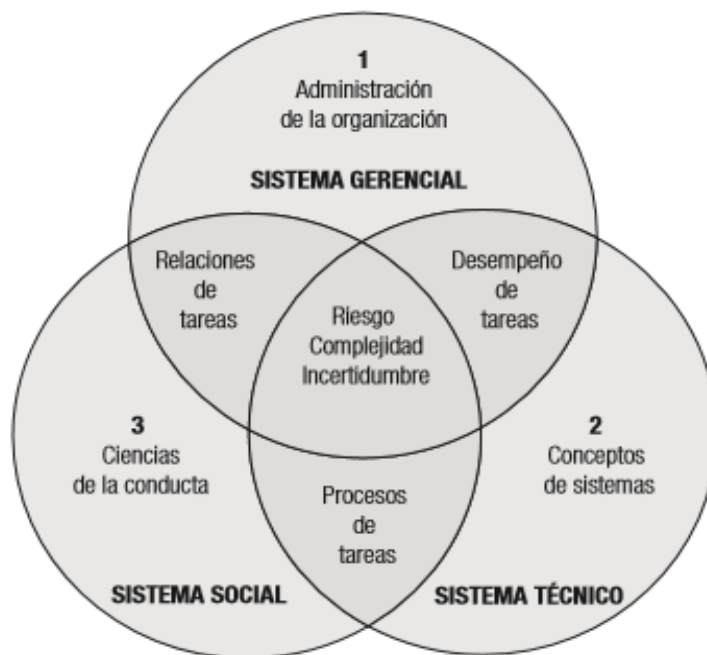 1
Administración
de la organización
SISTEMA GERENCIAL
Relaciones
de
tareas
Desempeño
de
tareas
Riesgo
Complejidad
Incertidumbre
3
Ciencias
de la conducta
2
Conceptos
de sistemas
Procesos
de
tareas
SISTEMA SOCIAL
SISTEMA TÉCNICO